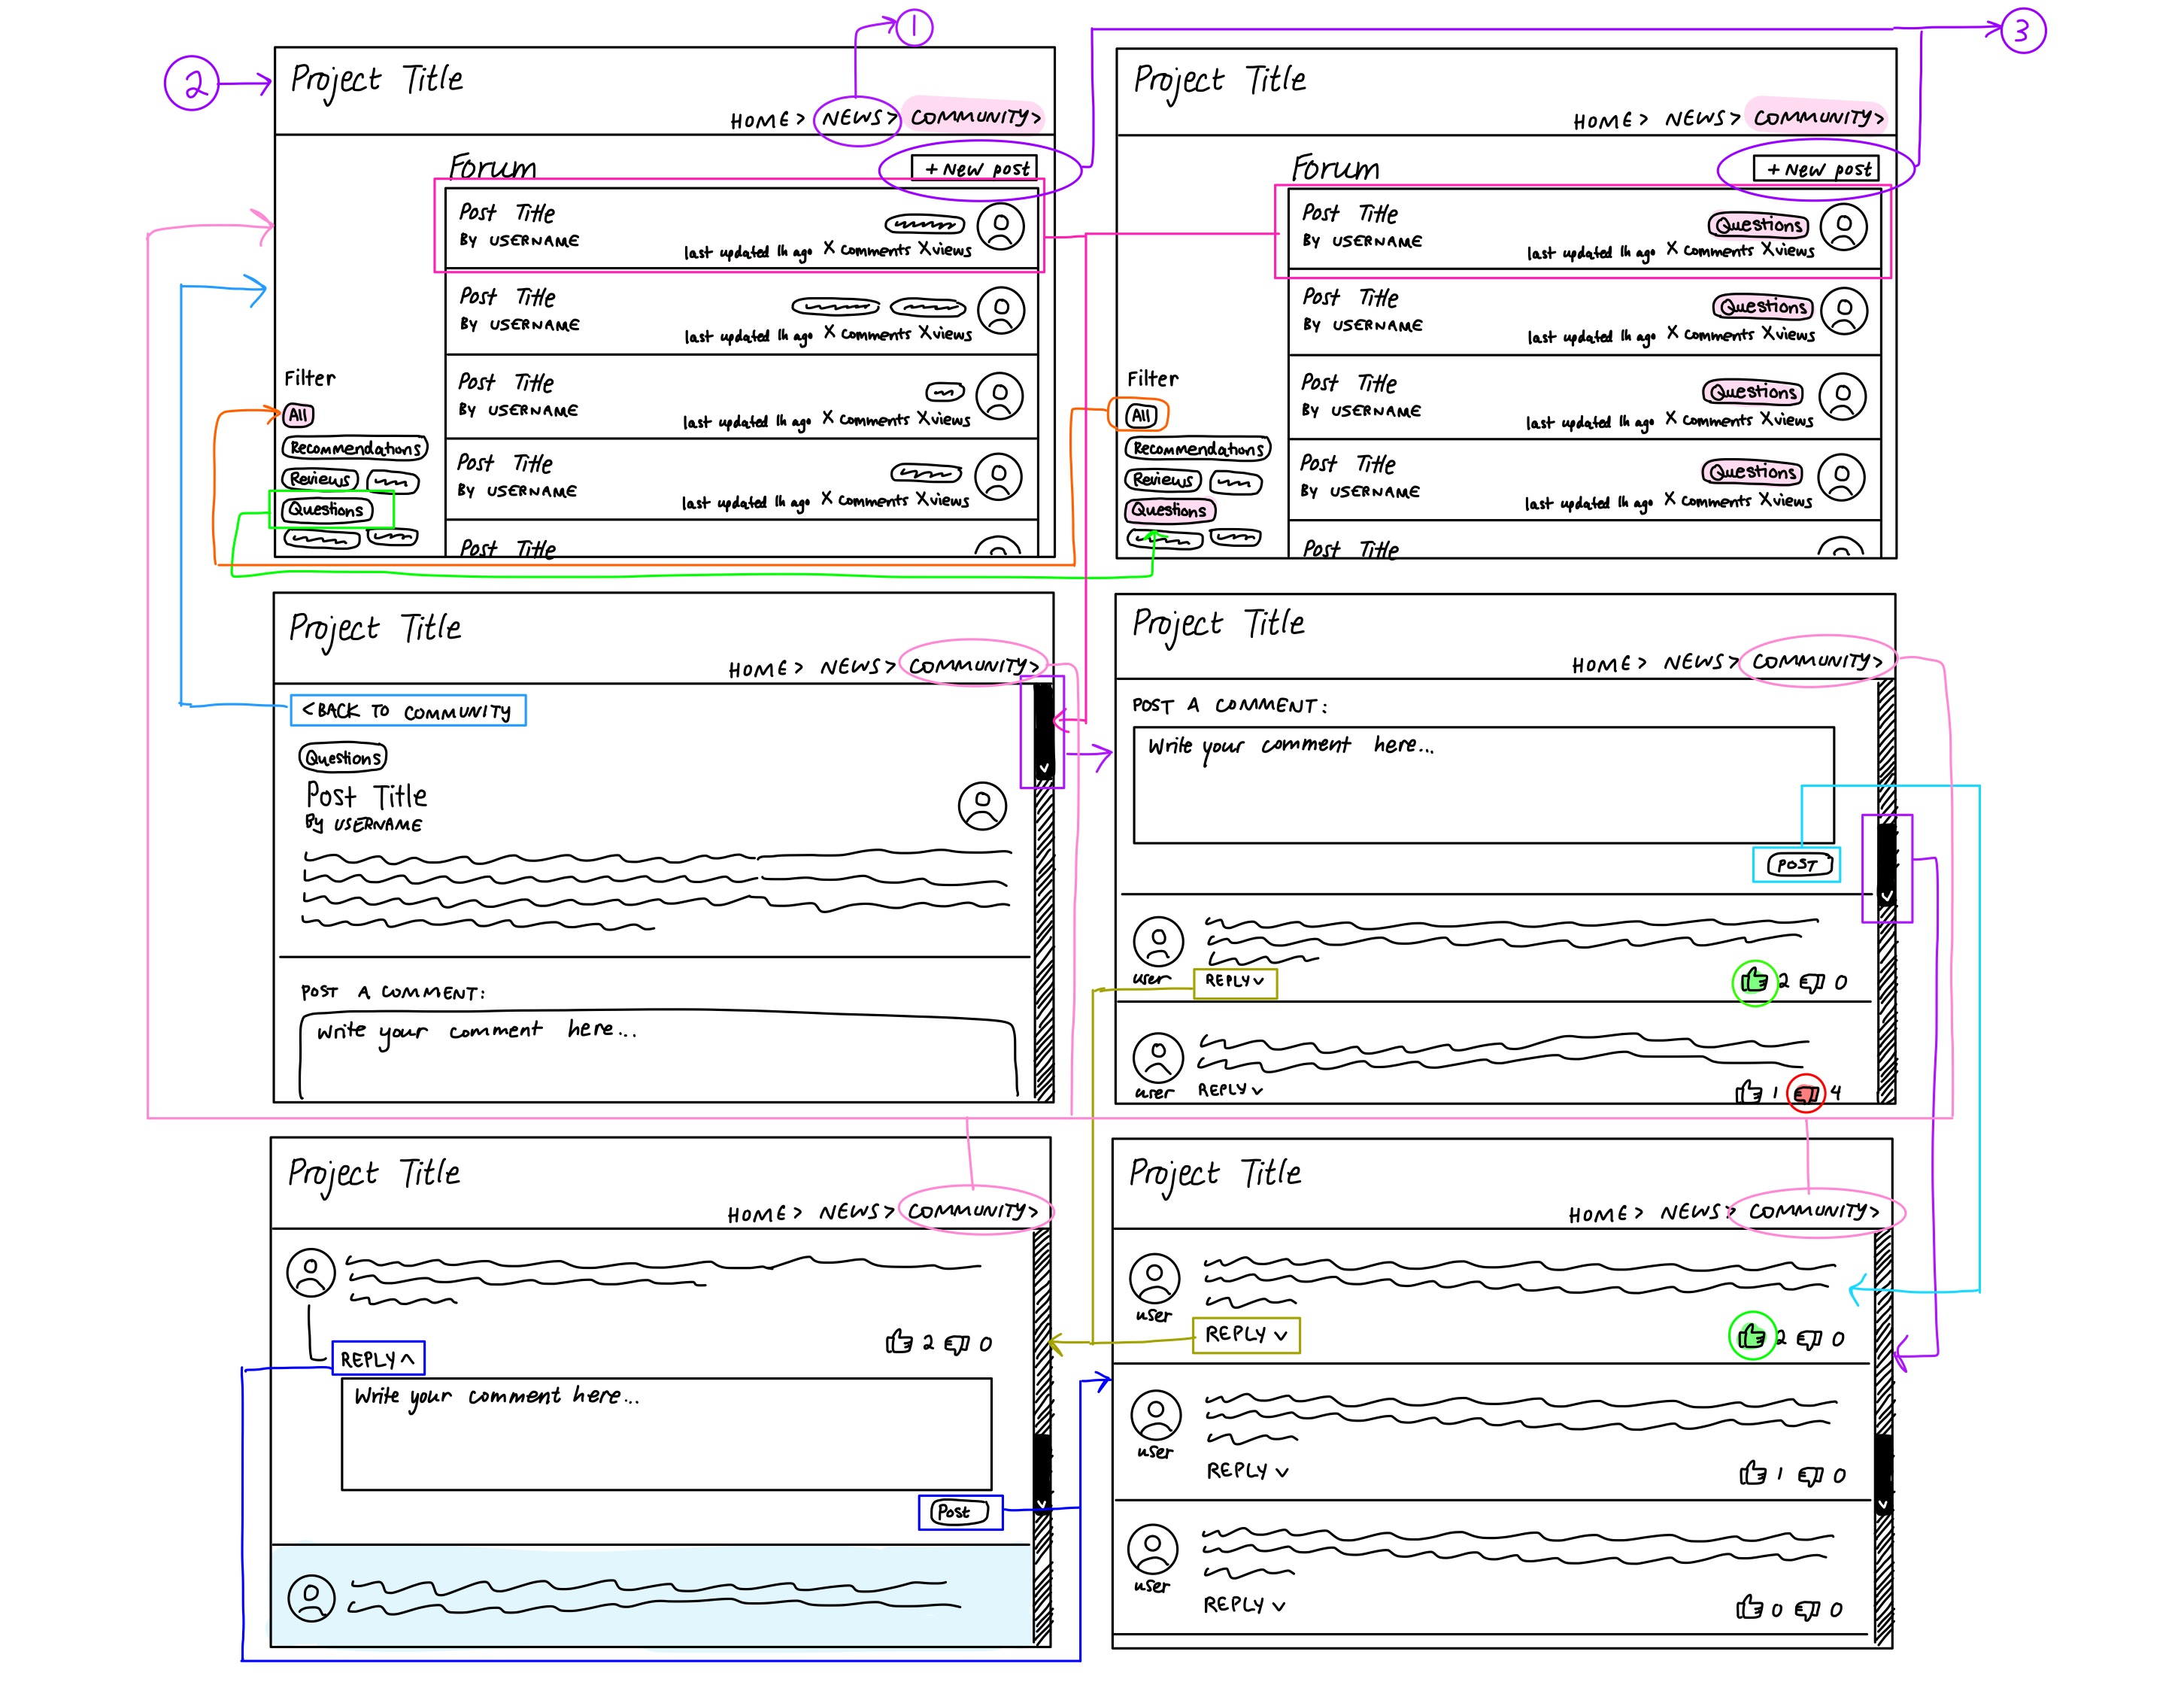 1
3
2
Project Title
HOME > NEWS > COMMUNITY >
Forum
+ New post
Post Title
By USERNAME
last updated 1h ago X comments X views
Post Title
By USERNAME
last updated 1h ago X comments X views
Filter
All
Post Title
By USERNAME
last updated 1h ago X comments X views
Recommendations
Reviews
Questions
Post Title
By USERNAME
last updated 1h ago X comments X views
Post Title
Project Title
HOME > NEWS > COMMUNITY >
Forum
+ New post
Post Title
By USERNAME
Questions
last updated 1h ago X comments X views
Post Title
By USERNAME
Questions
last updated 1h ago X comments X views
Filter
All
Post Title
By USERNAME
Questions
last updated 1h ago X comments X views
Recommendations
Reviews
Questions
Post Title
By USERNAME
Questions
last updated 1h ago X comments X views
Post Title
Project Title
HOME > NEWS > COMMUNITY >
< BACK TO COMMUNITY
Questions
Post Title
By USERNAME
POST A COMMENT:
Write your comment here...
Project Title
HOME > NEWS > COMMUNITY >
POST A COMMENT:
Write your comment here...
POST
user
REPLY
2 0
user
REPLY
1 4
Project Title
HOME > NEWS > COMMUNITY >
2 0
REPLY
Write your comment here...
Post
Project Title
HOME > NEWS > COMMUNITY >
user
REPLY
2 0
user
REPLY
1 0
user
REPLY
0 0